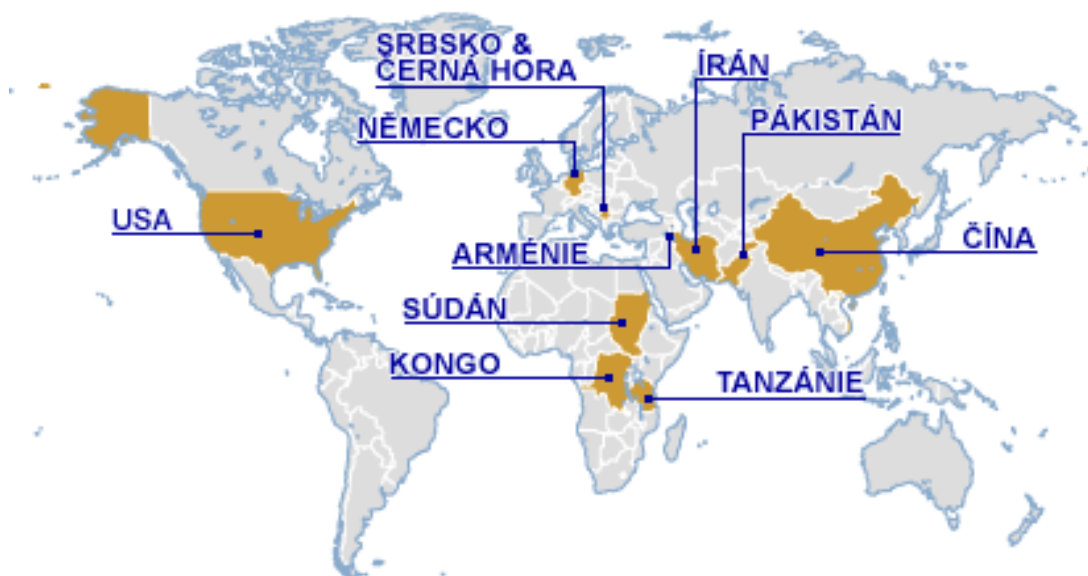 SRBSKO &
ČERNÁ HORA
ÍRÁN
NĚMECKO
PÁKISTÁN
USA
ARMÉNIE
ČÍNA
SÚDÁN
KONGO
TANZÁNIE